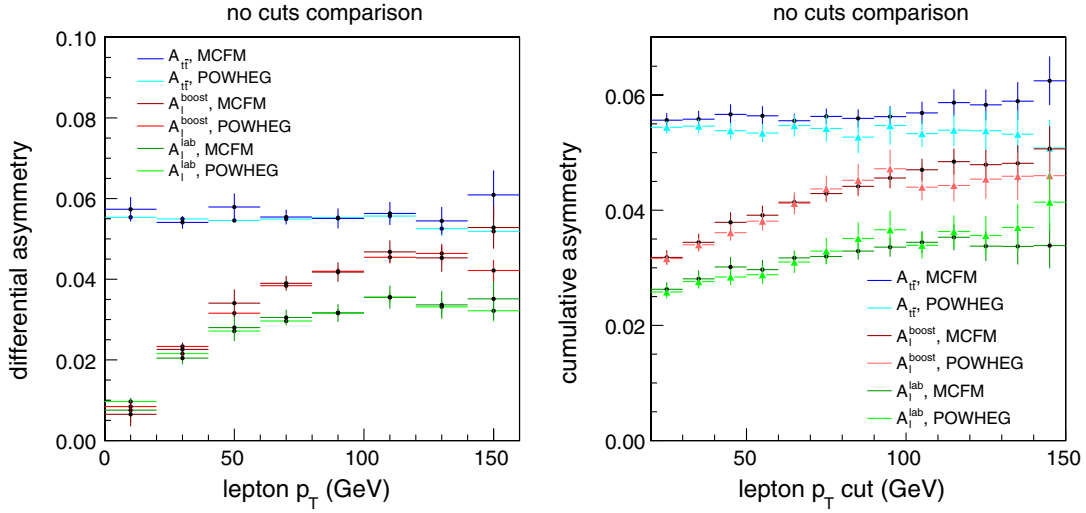 no cuts comparison
differential asymmetry
0.10
0.08
0.06
0.04
0.02
0.00
A_tt̄, MCFM
A_tt̄, POWHEG
A_l^boost, MCFM
A_l^boost, POWHEG
A_l^lab, MCFM
A_l^lab, POWHEG
0 50 100 150
lepton p_T (GeV)
no cuts comparison
cumulative asymmetry
0.06
0.04
0.02
0.00
A_tt̄, MCFM
A_tt̄, POWHEG
A_l^boost, MCFM
A_l^boost, POWHEG
A_l^lab, MCFM
A_l^lab, POWHEG
50 100 150
lepton p_T cut (GeV)